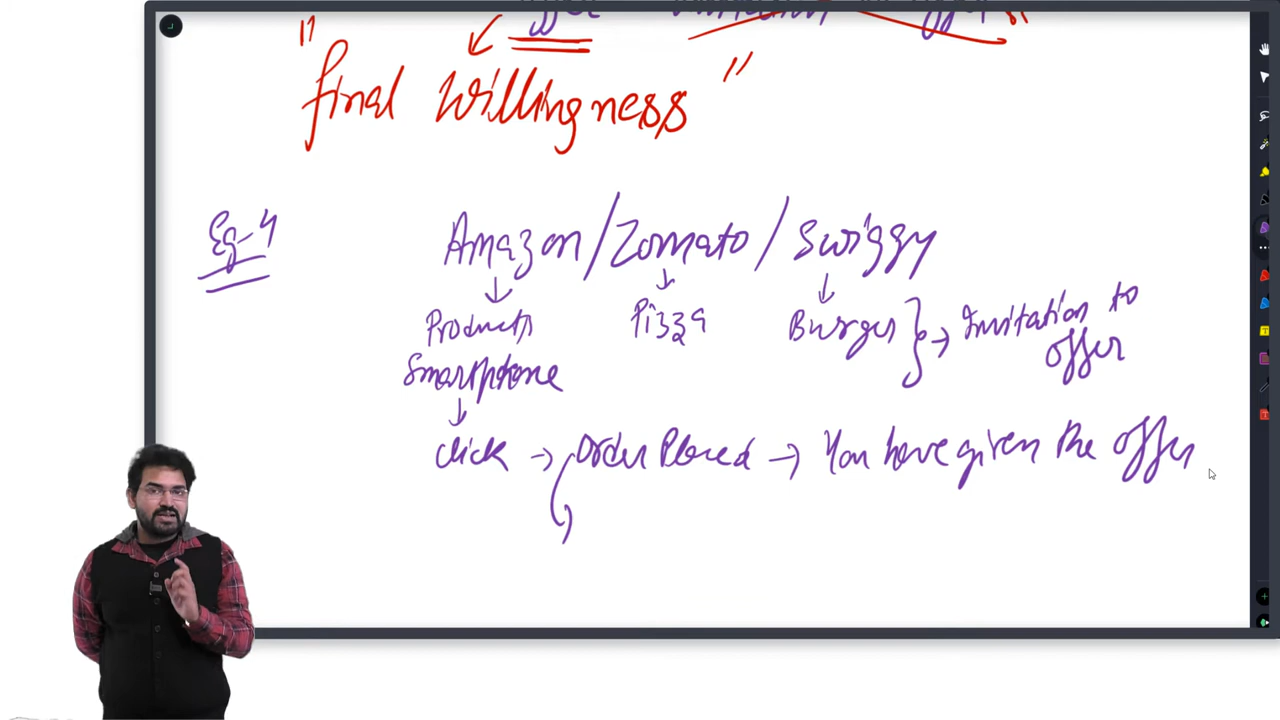 "final Willingness"
Eg-4
Amazon/Zomato/Swiggy
Products Pizza Burger Invitation to
Smartphone offer
Click → Order Placed → You have given the offer